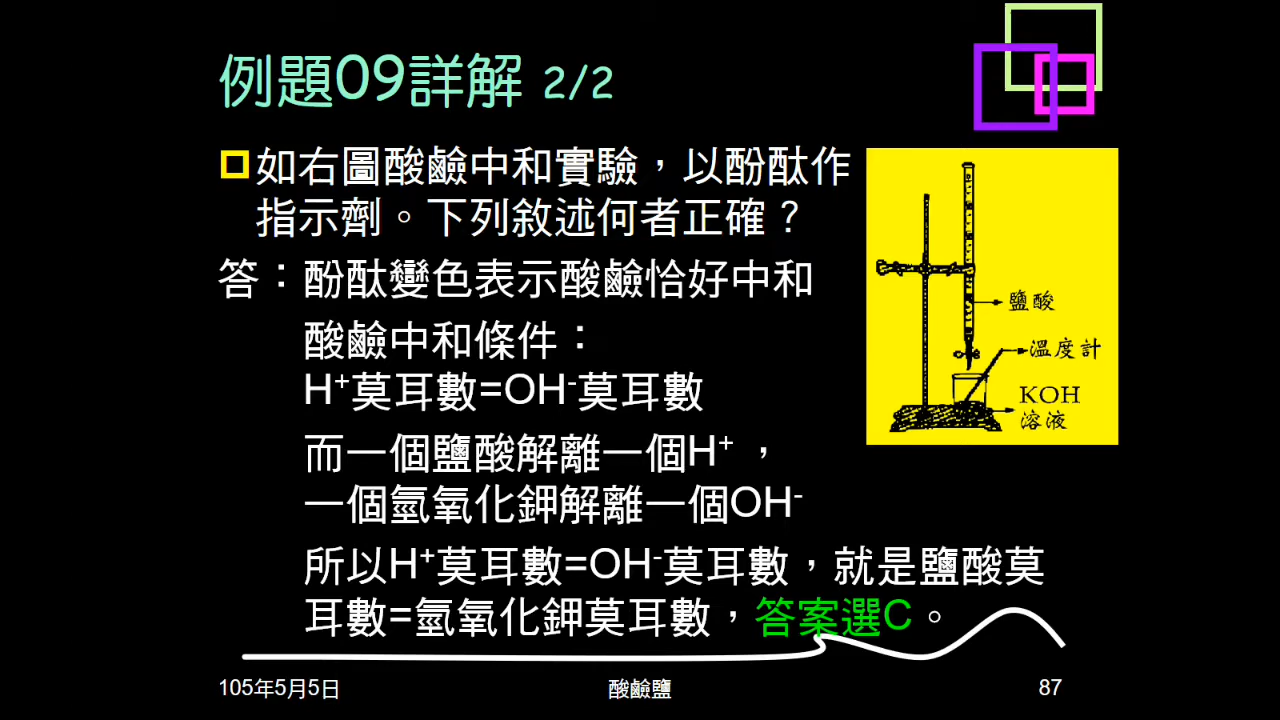 例題09詳解 2/2
如右圖酸鹼中和實驗，以酚酞作
指示劑。下列敘述何者正確？
答：酚酞變色表示酸鹼恰好中和
酸鹼中和條件：
H⁺莫耳數=OH⁻莫耳數
而一個鹽酸解離一個H⁺，
一個氫氧化鉀解離一個OH⁻
所以H⁺莫耳數=OH⁻莫耳數，就是鹽酸莫
耳數=氫氧化鉀莫耳數，答案選C。
鹽酸
溫度計
KOH
溶液
105年5月5日
酸鹼鹽
87